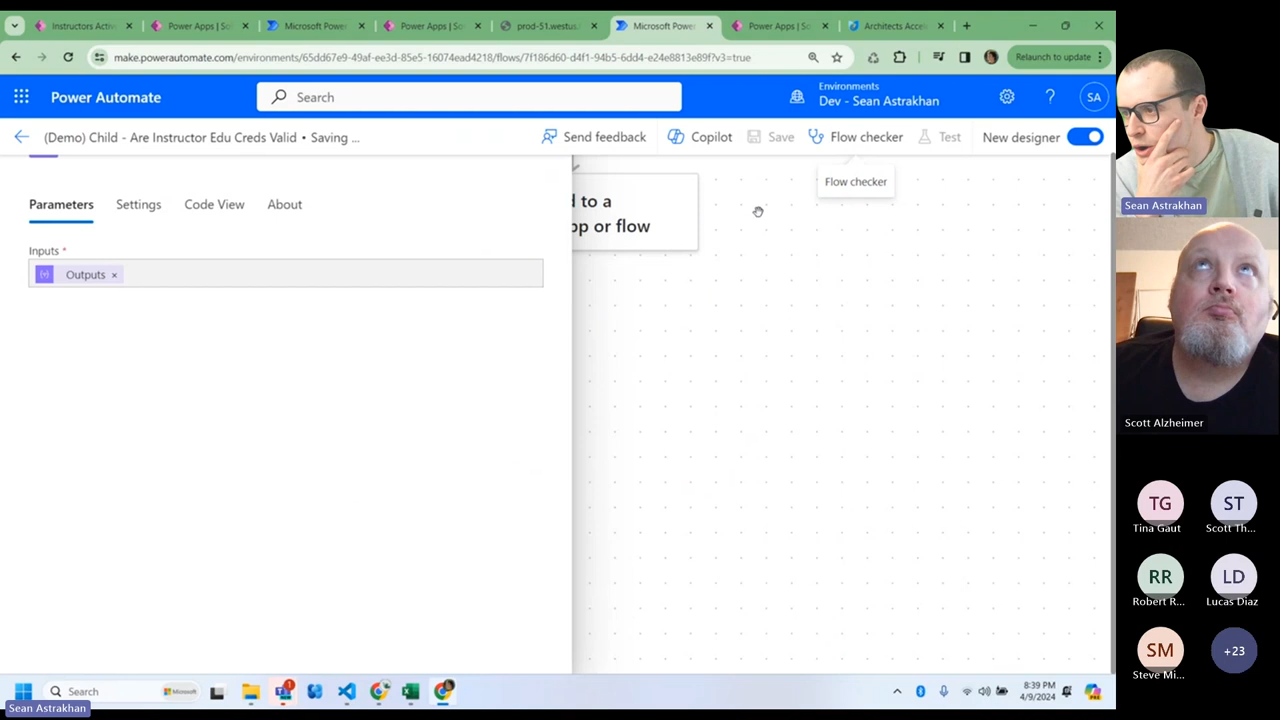 Instructors Activ
Power Apps | So
Microsoft Power
Power Apps | So
prod-51.westus.
Microsoft Power
Power Apps | So
Architects Accel
make.powerautomate.com/environments/65dd67e9-49af-ee3d-85e5-16074ead4218/flows/7f186d60-d4f1-94b5-6dd4-e24e8813e89f?v3=true
Relaunch to update
Power Automate
Search
Environments
Dev - Sean Astrakhan
SA
(Demo) Child - Are Instructor Edu Creds Valid • Saving ...
Send feedback
Copilot
Save
Flow checker
Test
New designer
Flow checker
Parameters
Settings
Code View
About
d to a
pp or flow
Inputs *
Outputs
Sean Astrakhan
Scott Alzheimer
TG
Tina Gaut
ST
Scott Th...
RR
Robert R...
LD
Lucas Diaz
SM
Steve Mi...
+23
Search
Microsoft
8:39 PM
4/9/2024
Sean Astrakhan